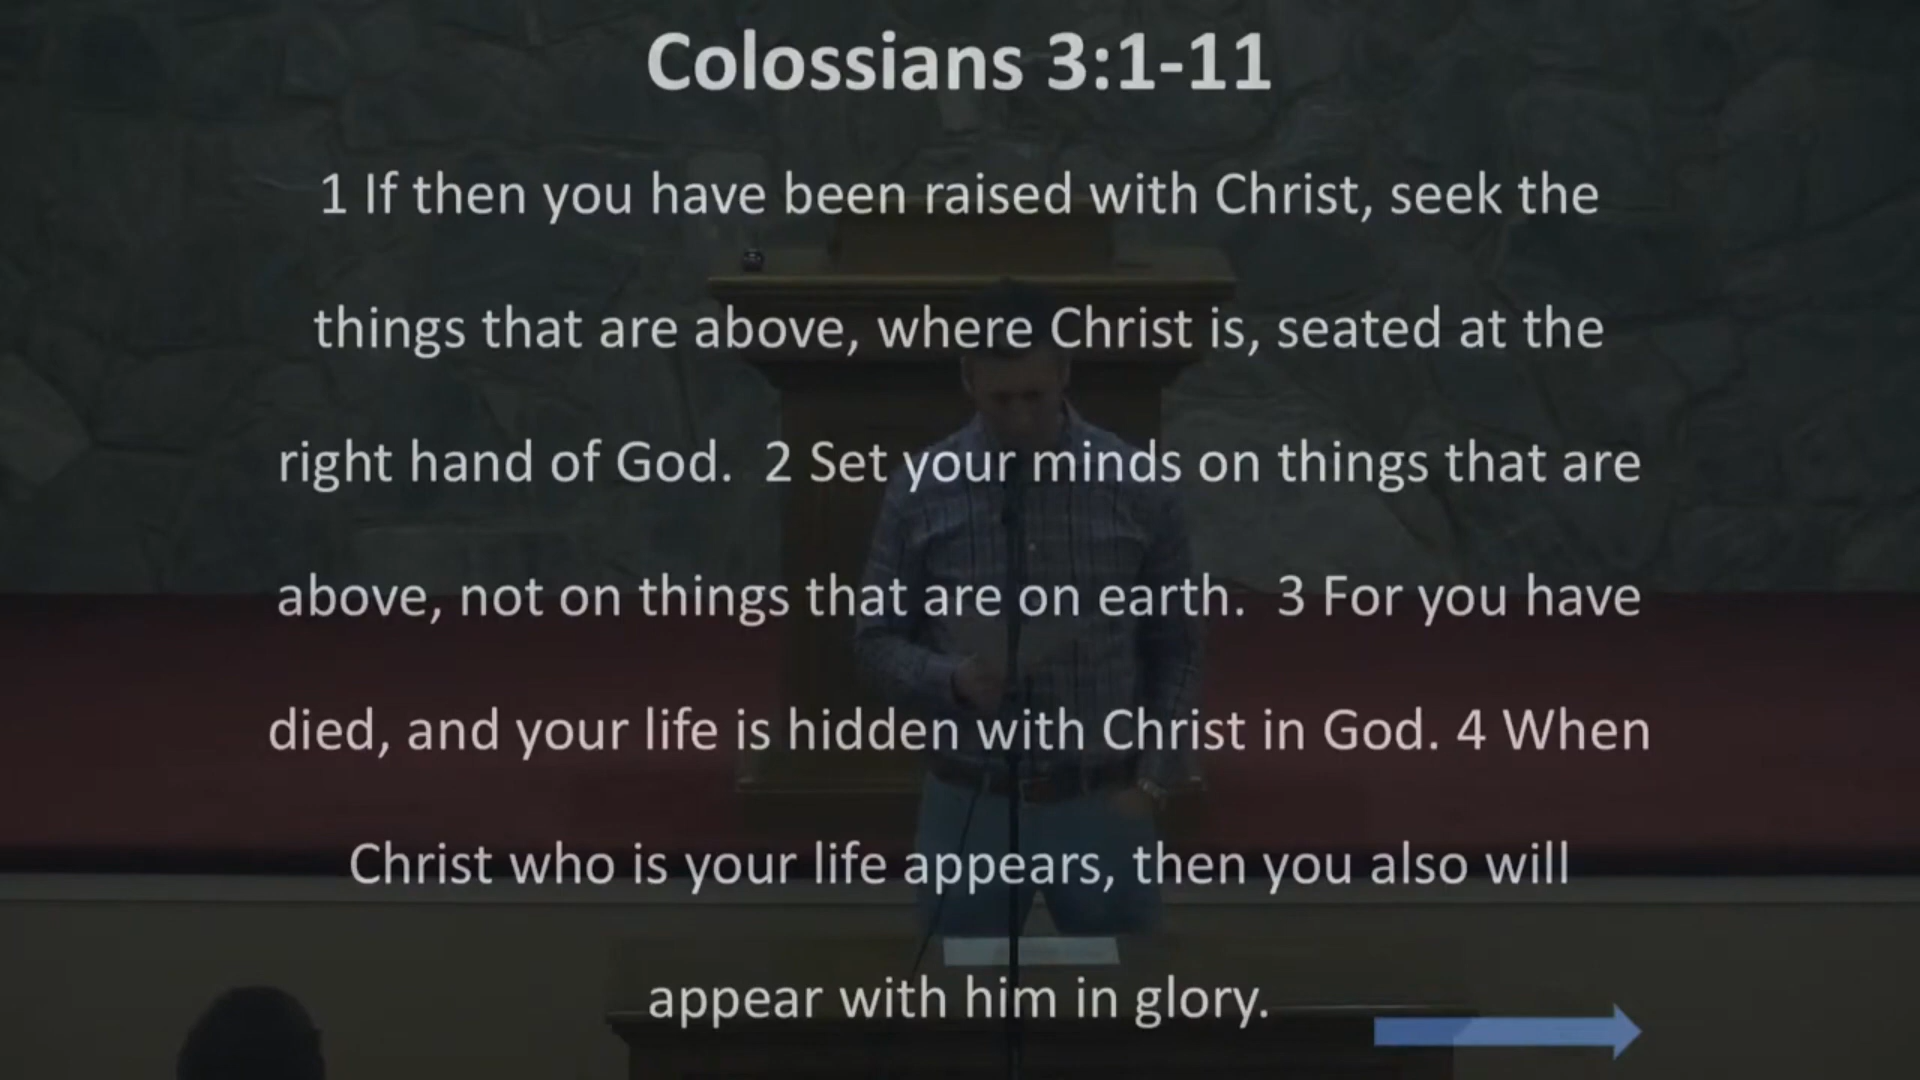 Colossians 3:1-11
1 If then you have been raised with Christ, seek the
things that are above, where Christ is, seated at the
right hand of God. 2 Set your minds on things that are
above, not on things that are on earth. 3 For you have
died, and your life is hidden with Christ in God. 4 When
Christ who is your life appears, then you also will
appear with him in glory.